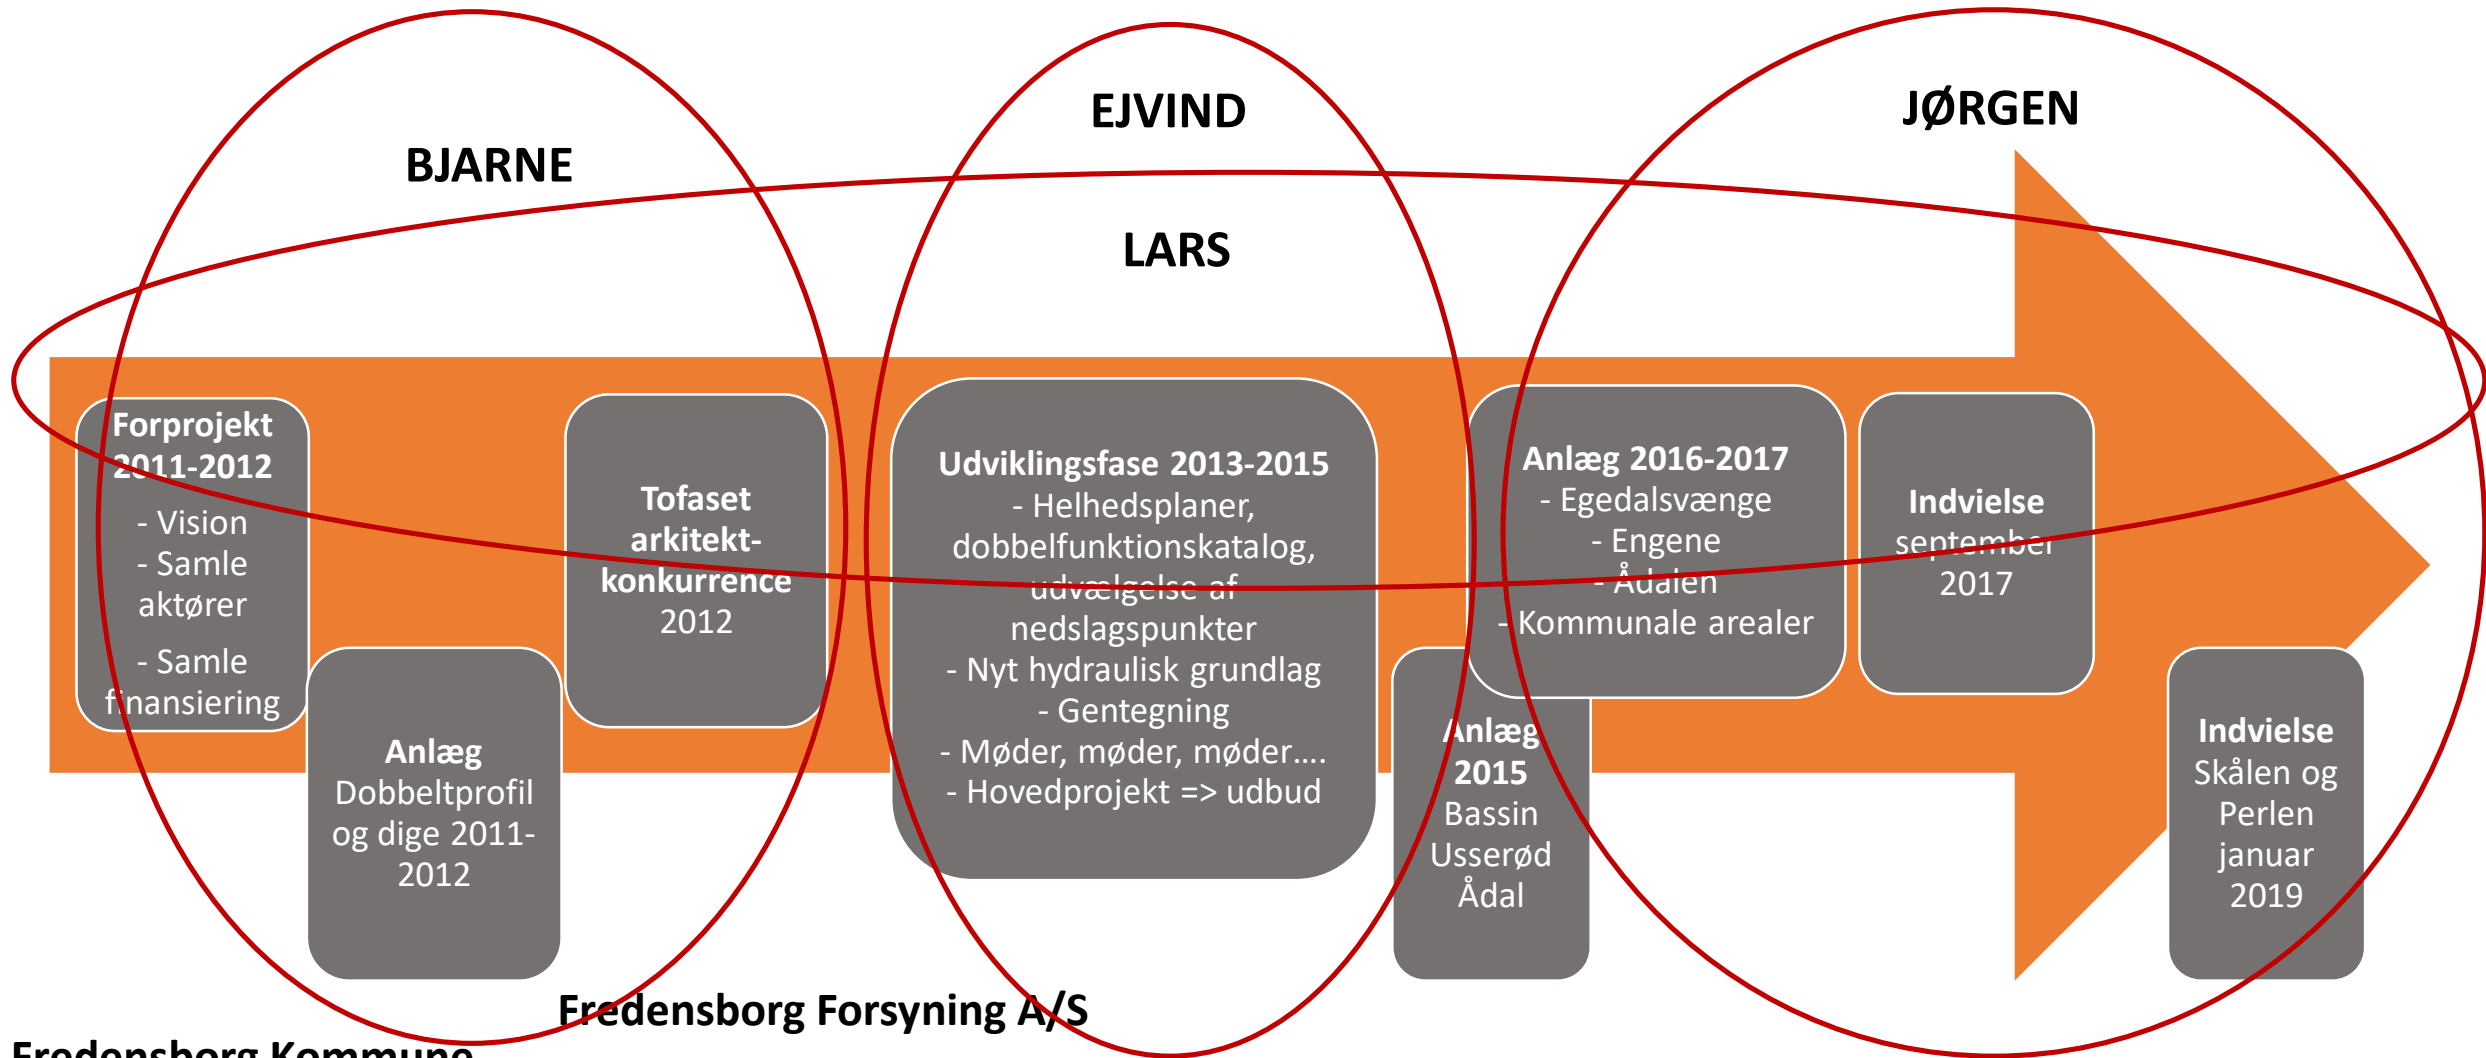 BJARNE
EJVIND
JØRGEN
LARS
Forprojekt
2011-2012
- Vision
- Samle
aktører
- Samle
finansiering
Anlæg
Dobbeltprofil
og dige 2011-
2012
Tofaset
arkitekt-
konkurrence
2012
Udviklingsfase 2013-2015
- Helhedsplaner,
dobbelfunktionskatalog,
udvælgelse af
nedslagspunkter
- Nyt hydraulisk grundlag
- Gentegning
- Møder, møder, møder….
- Hovedprojekt => udbud
Anlæg
2015
Bassin
Usserød
Ådal
Anlæg 2016-2017
- Egedalsvænge
- Engene
- Ådalen
- Kommunale arealer
Indvielse
september
2017
Indvielse
Skålen og
Perlen
januar
2019
Fredensborg Forsyning A/S
Fredensborg Kommune